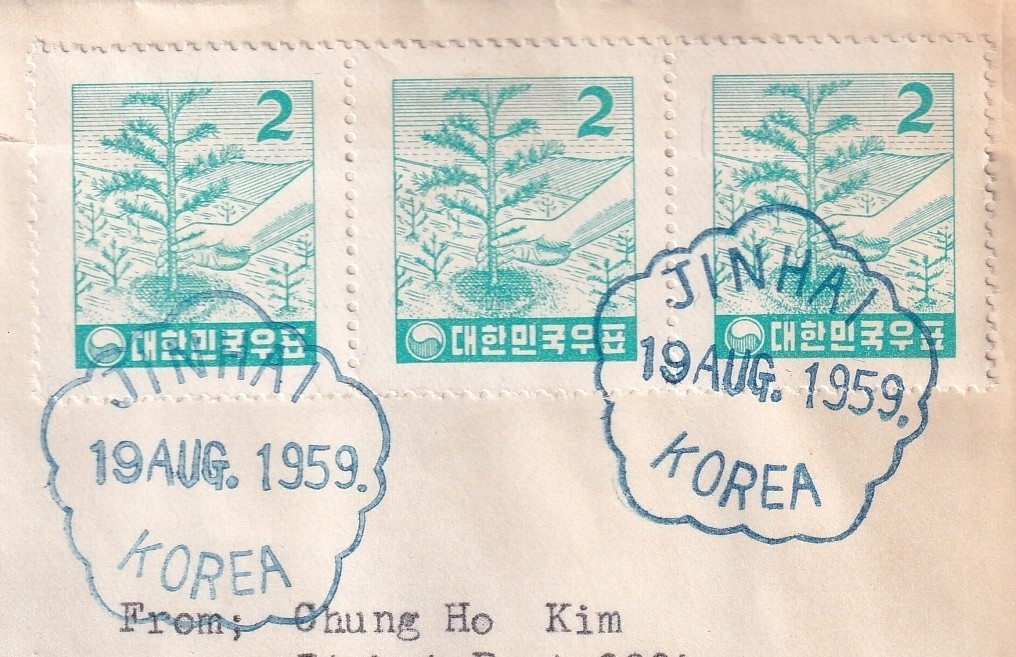 2 2 2
대한민국우표 대한민국우표 대한민국우표
JINHAI
19 AUG. 1959.
KOREA
JINHAI
19 AUG. 1959.
KOREA
From; Chung Ho Kim